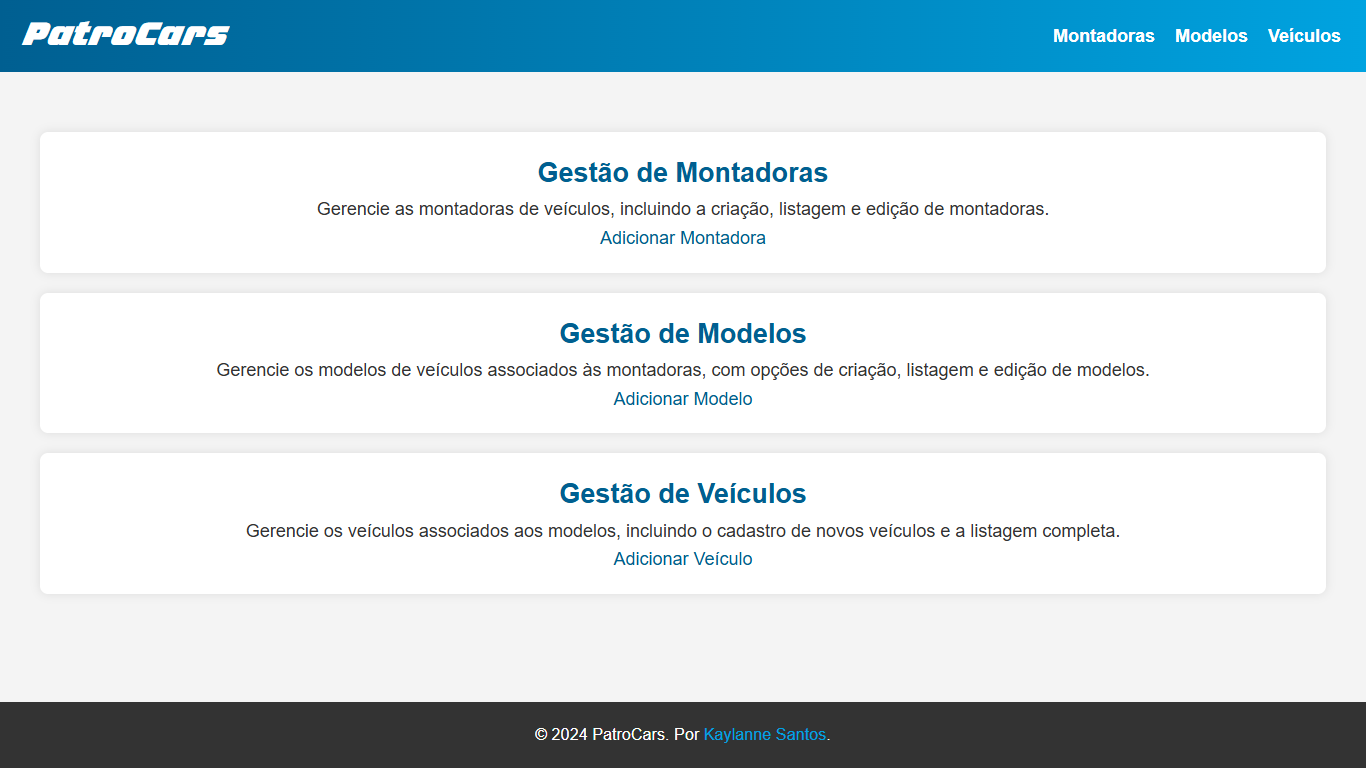 PatroCars
Montadoras Modelos Veículos
Gestão de Montadoras
Gerencie as montadoras de veículos, incluindo a criação, listagem e edição de montadoras.
Adicionar Montadora
Gestão de Modelos
Gerencie os modelos de veículos associados às montadoras, com opções de criação, listagem e edição de modelos.
Adicionar Modelo
Gestão de Veículos
Gerencie os veículos associados aos modelos, incluindo o cadastro de novos veículos e a listagem completa.
Adicionar Veículo
© 2024 PatroCars. Por Kaylanne Santos.